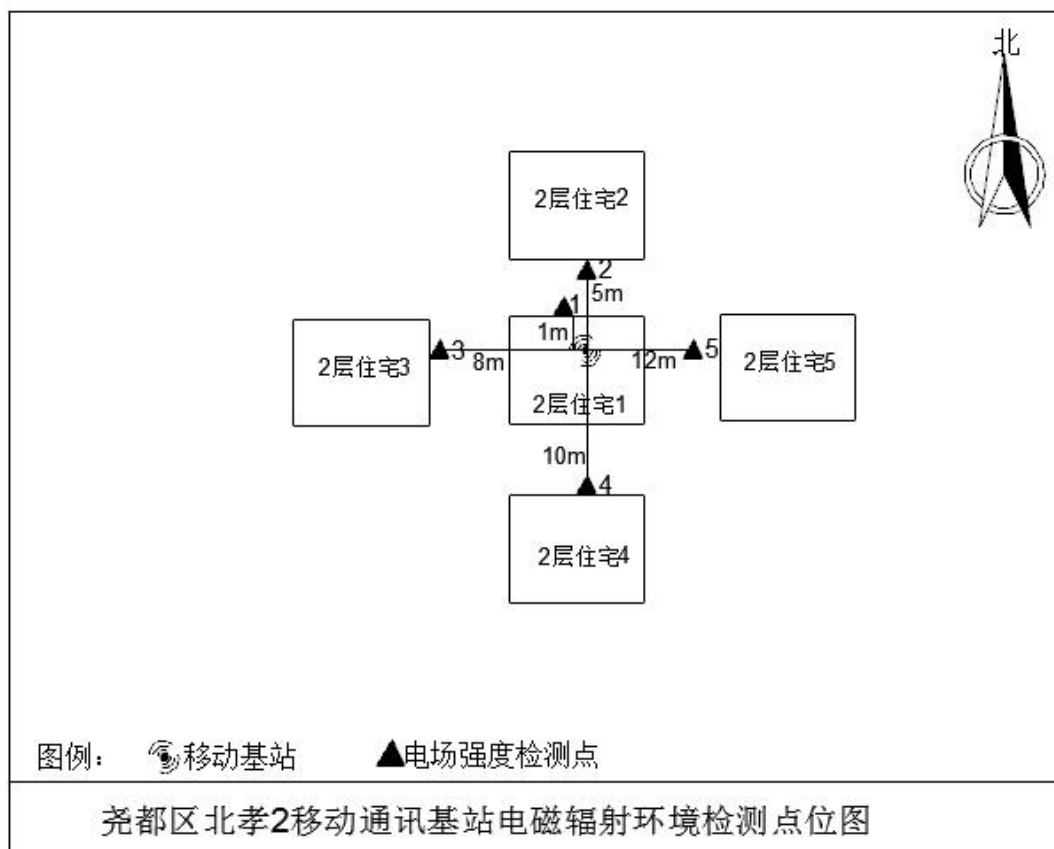 北
2层住宅2
2
5m
1
1m
3
8m
12m
5
2层住宅3
2层住宅5
2层住宅1
10m
4
2层住宅4
图例： 移动基站 电场强度检测点
尧都区北孝2移动通讯基站电磁辐射环境检测点位图